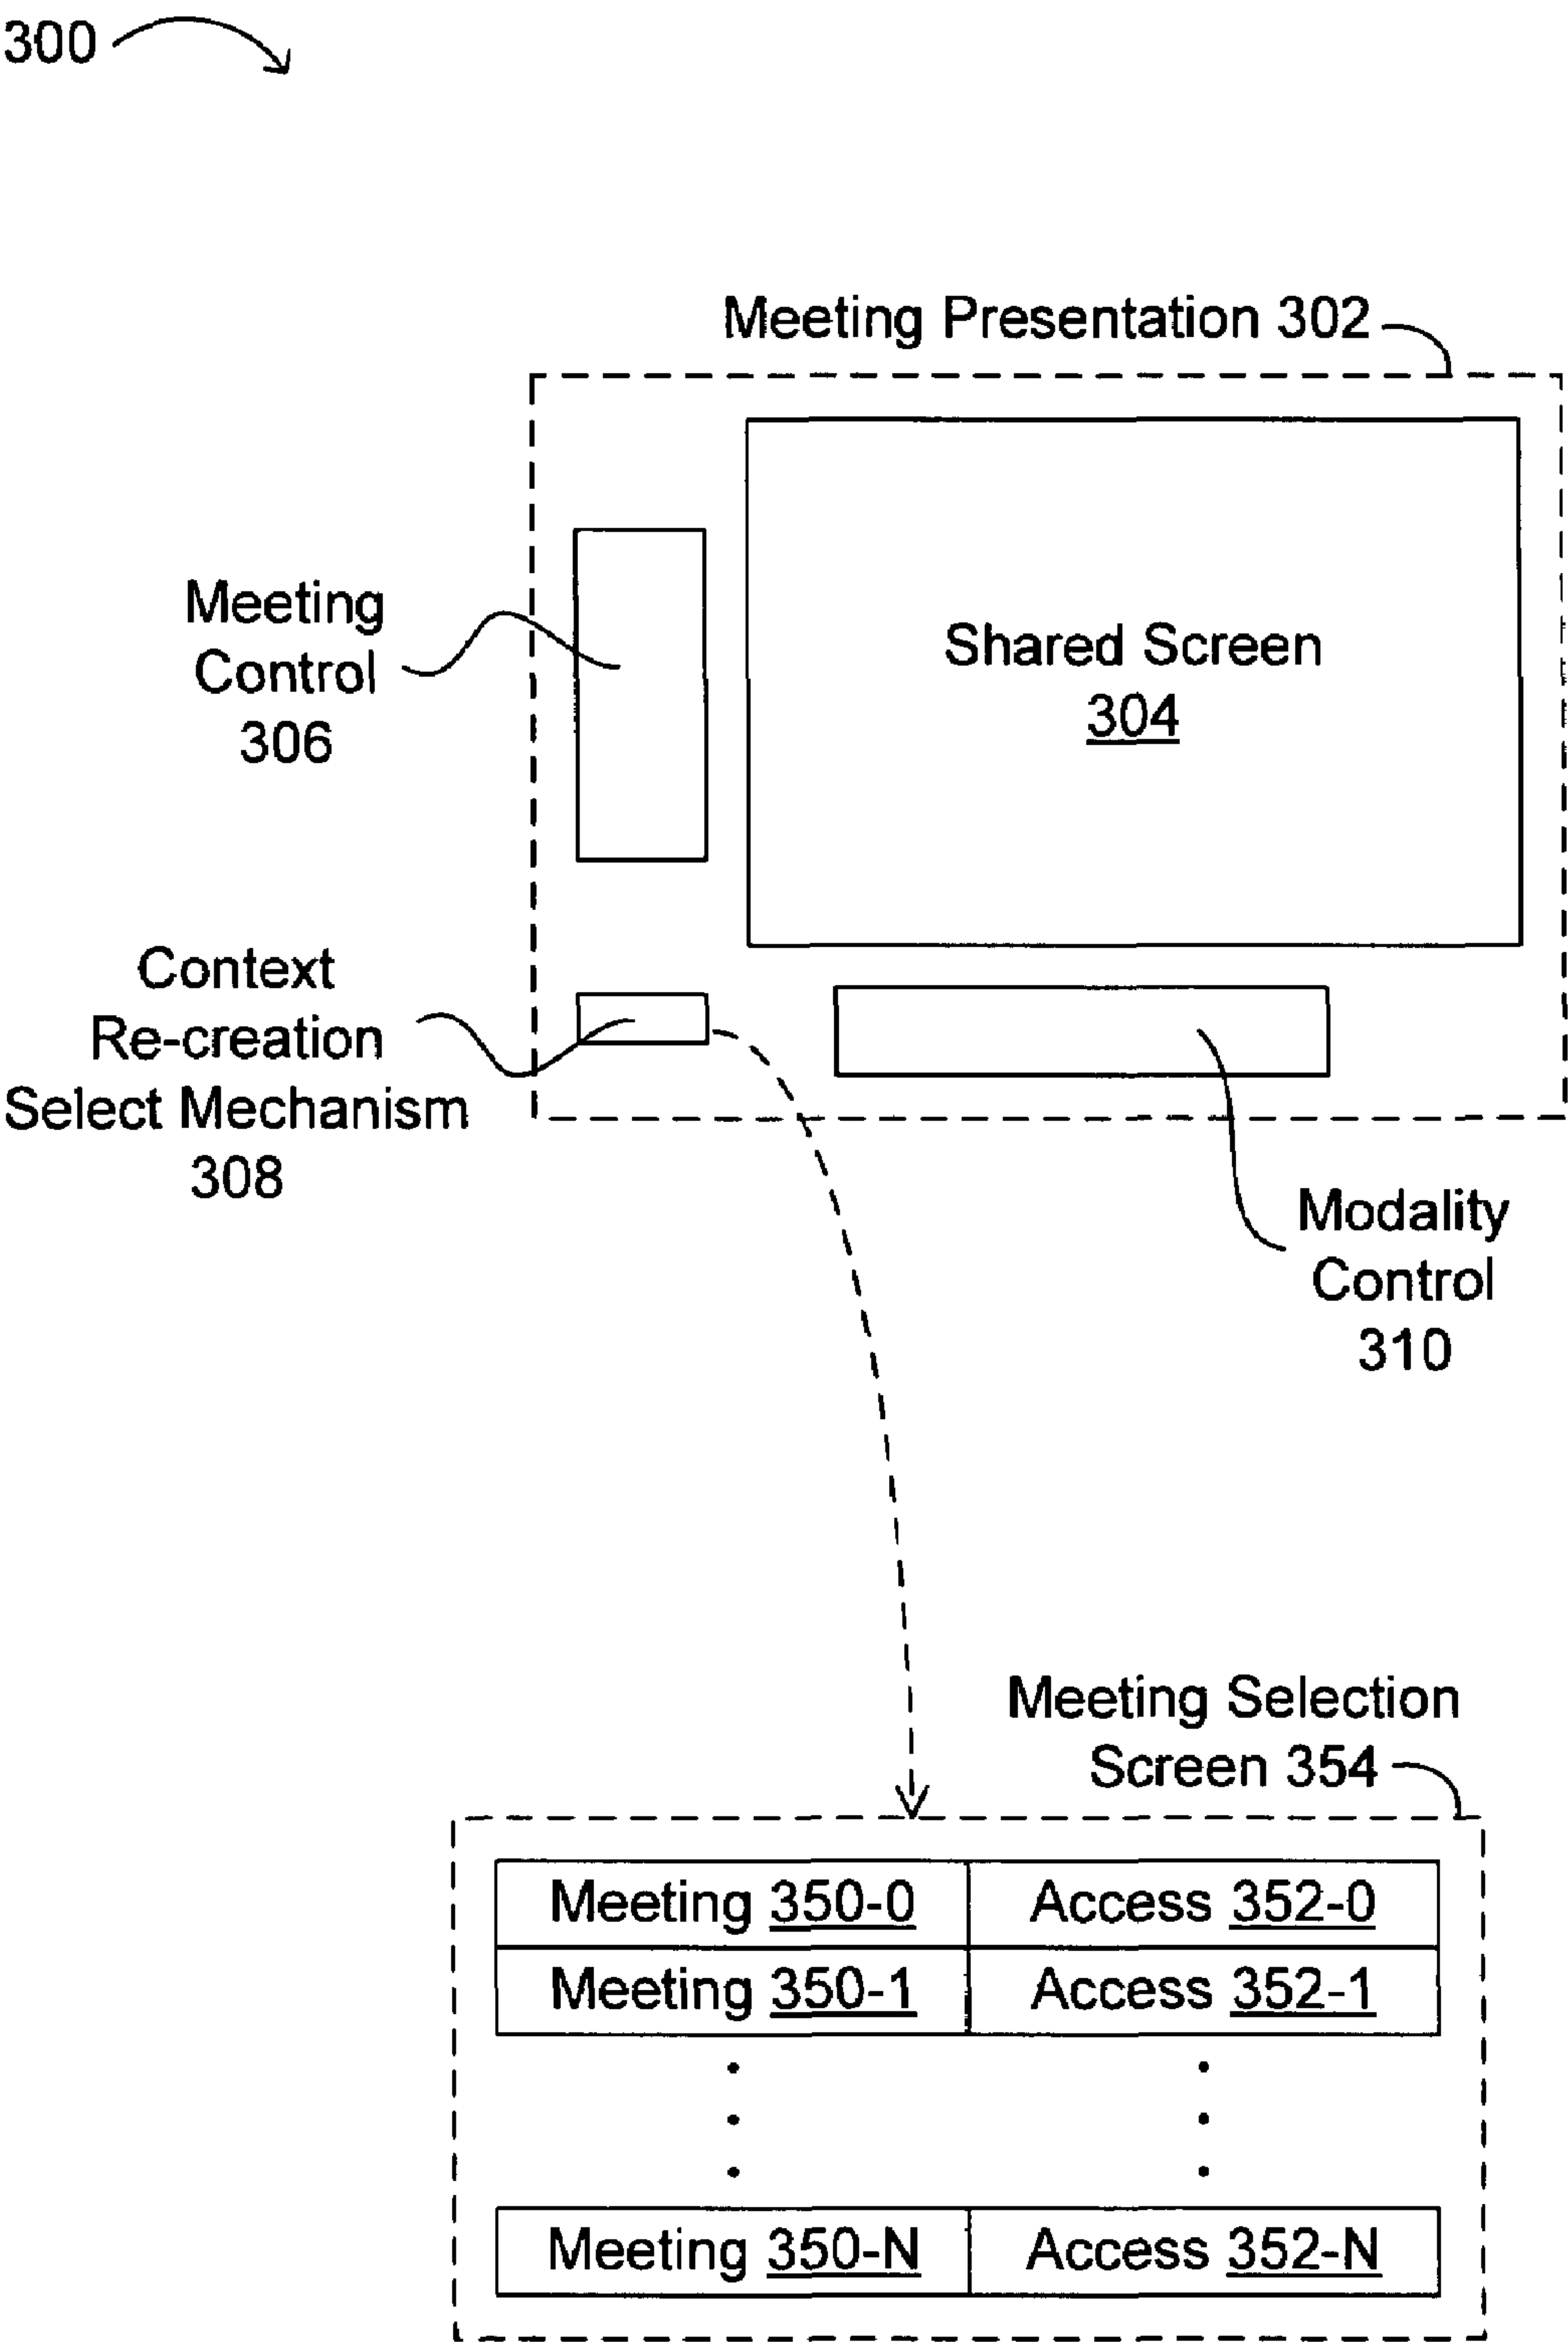 300
Meeting Presentation 302
Meeting
Control
306
Shared Screen
304
Context
Re-creation
Select Mechanism
308
Modality
Control
310
Meeting Selection
Screen 354
Meeting 350-0 Access 352-0
Meeting 350-1 Access 352-1
Meeting 350-N Access 352-N